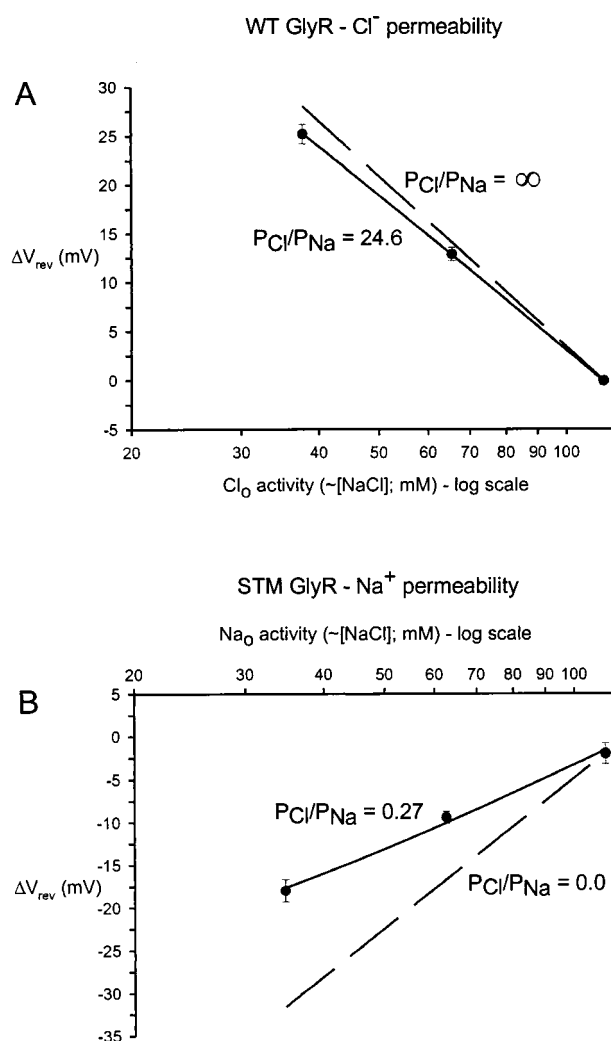 WT GlyR - Cl⁻ permeability
A
30
25
20
15
10
5
0
-5
ΔV_rev (mV)
P_Cl/P_Na = ∞
P_Cl/P_Na = 24.6
20 30 40 50 60 70 80 90 100
Cl_O activity (~[NaCl]; mM) - log scale
STM GlyR - Na⁺ permeability
Na_O activity (~[NaCl]; mM) - log scale
20 30 40 50 60 70 80 90 100
B
5
0
-5
-10
-15
-20
-25
-30
-35
ΔV_rev (mV)
P_Cl/P_Na = 0.27
P_Cl/P_Na = 0.0